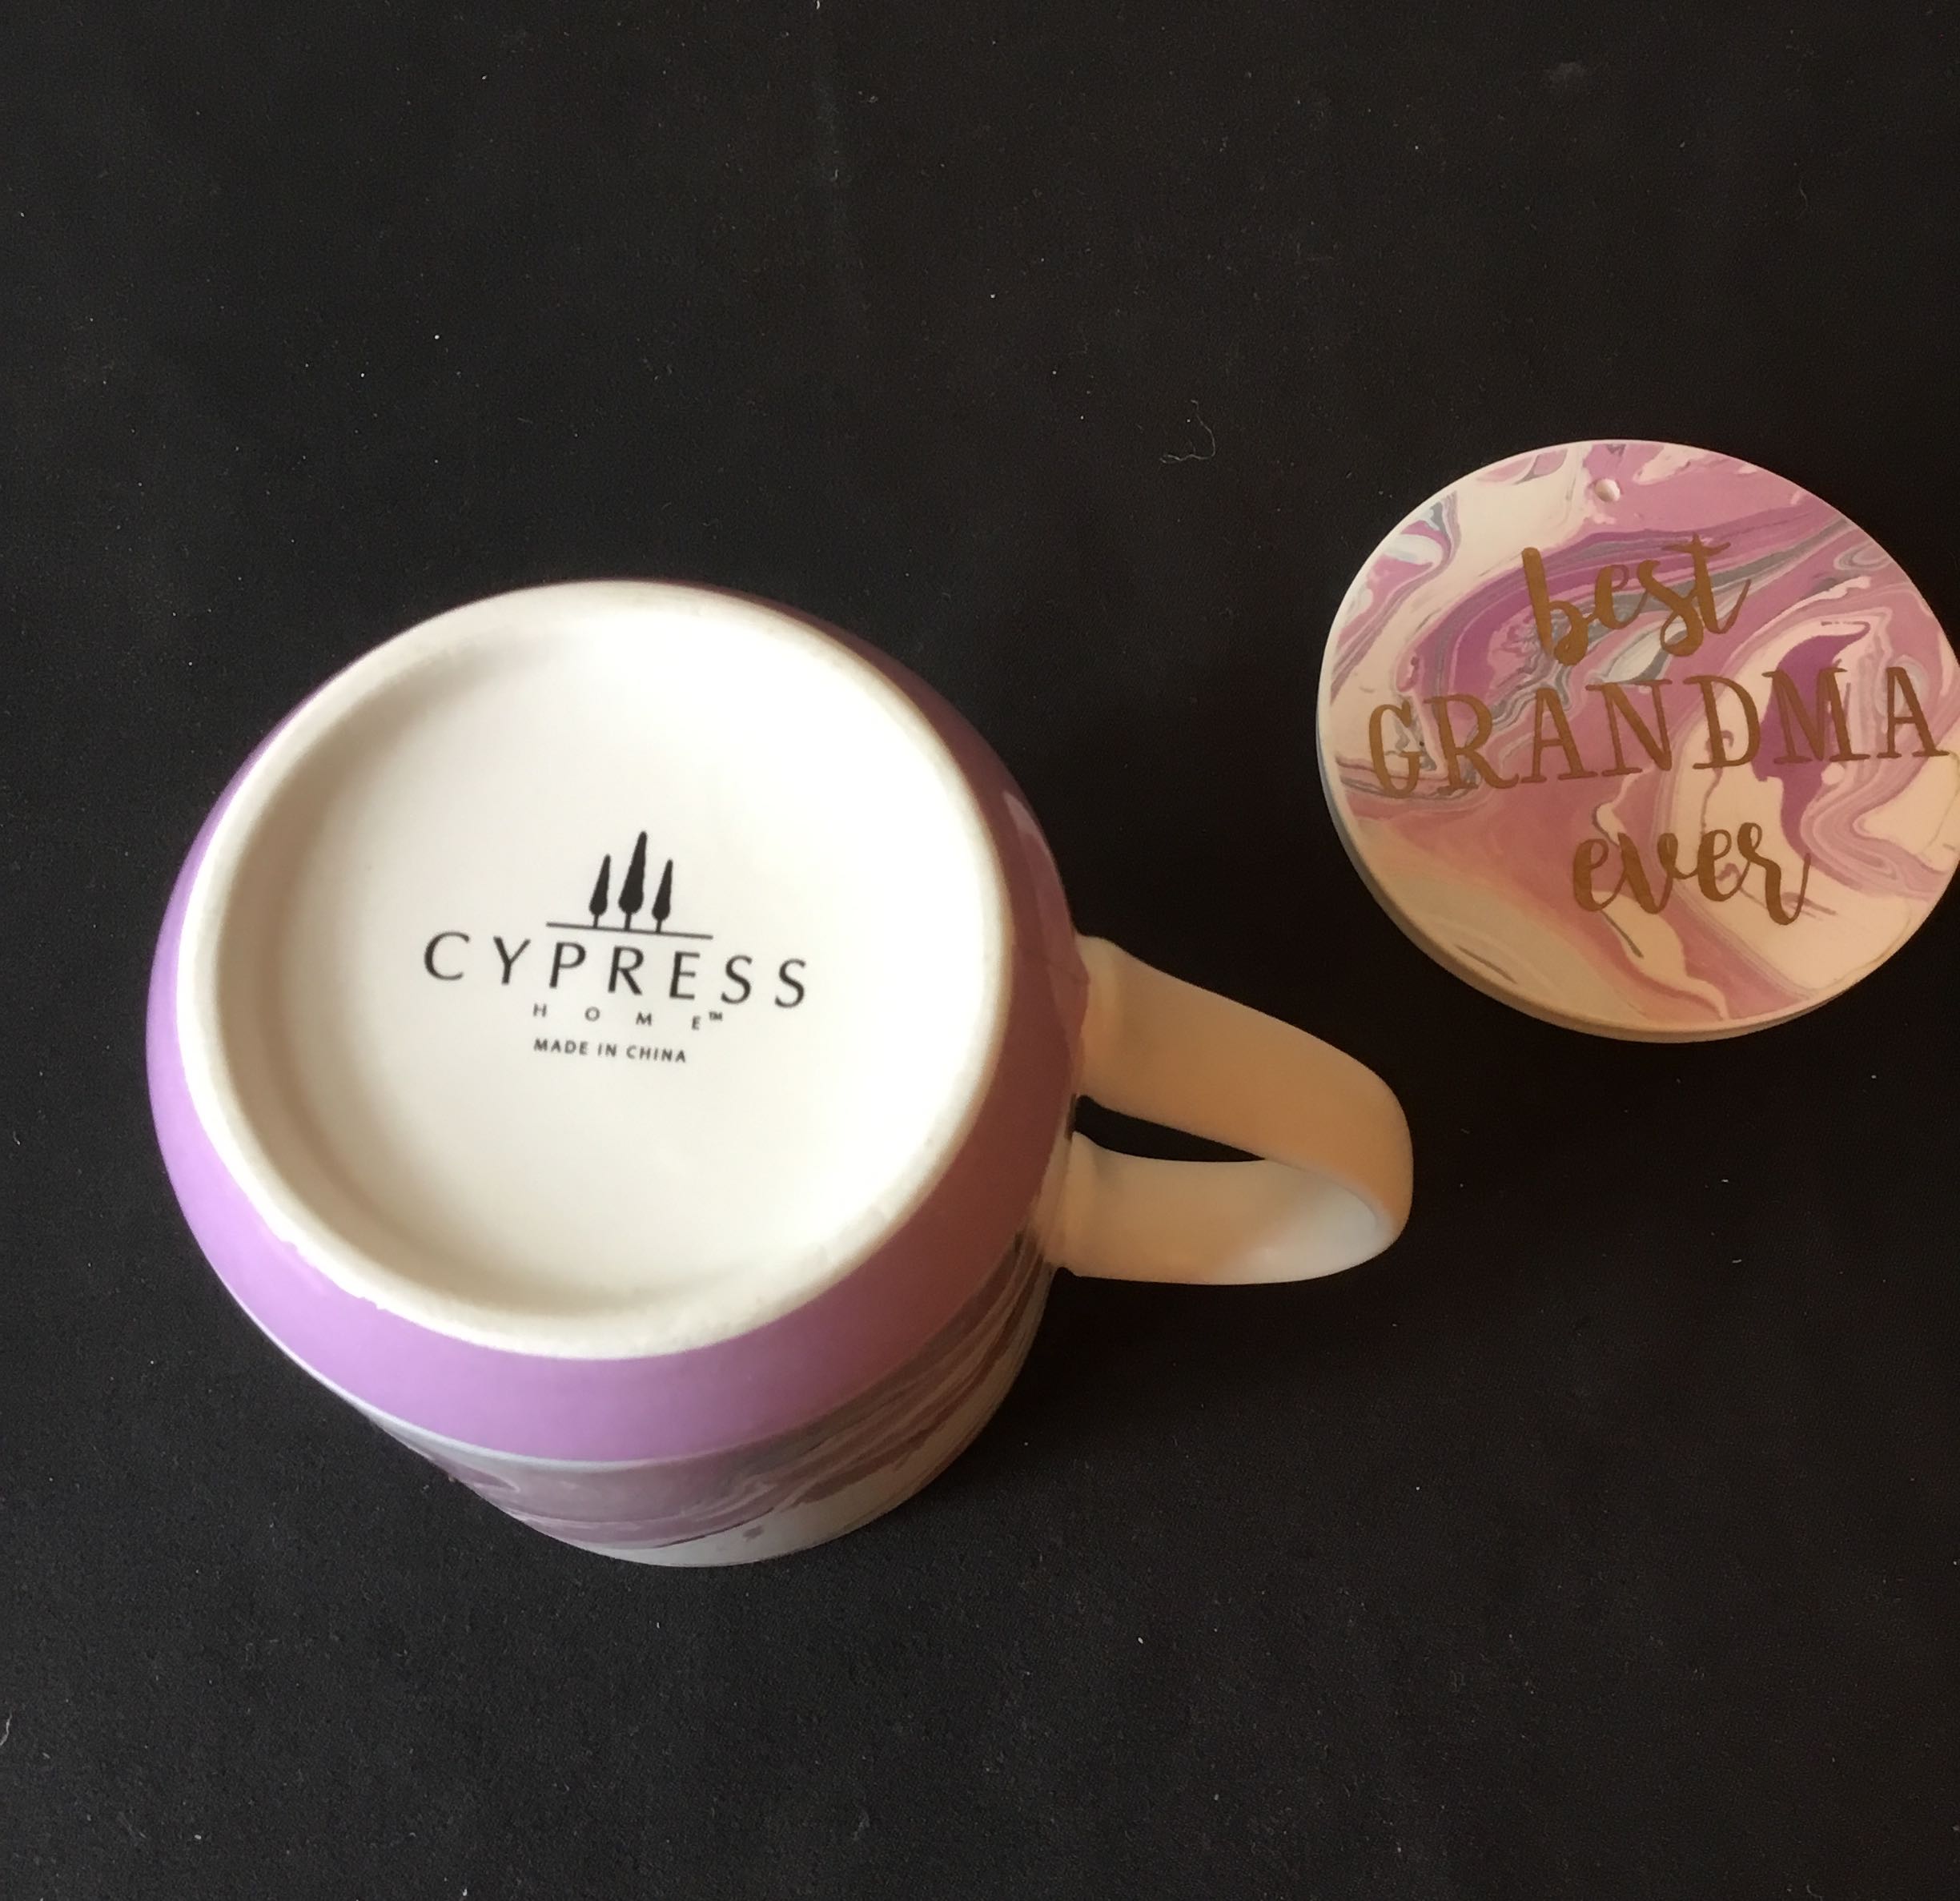 CYPRESS
HOME™
MADE IN CHINA
best
GRANDMA
ever